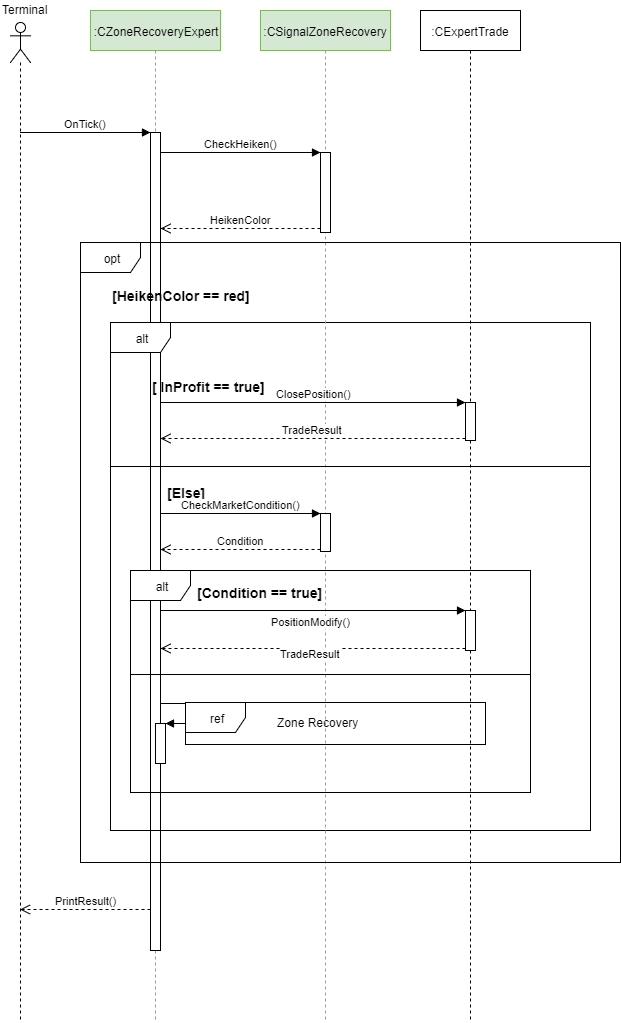 Terminal
:CZoneRecoveryExpert
:CSignalZoneRecovery
:CExpertTrade
OnTick()
CheckHeiken()
HeikenColor
opt
[HeikenColor == red]
alt
[ InProfit == true]
ClosePosition()
TradeResult
[Else]
CheckMarketCondition()
Condition
alt
[Condition == true]
PositionModify()
TradeResult
ref
Zone Recovery
PrintResult()